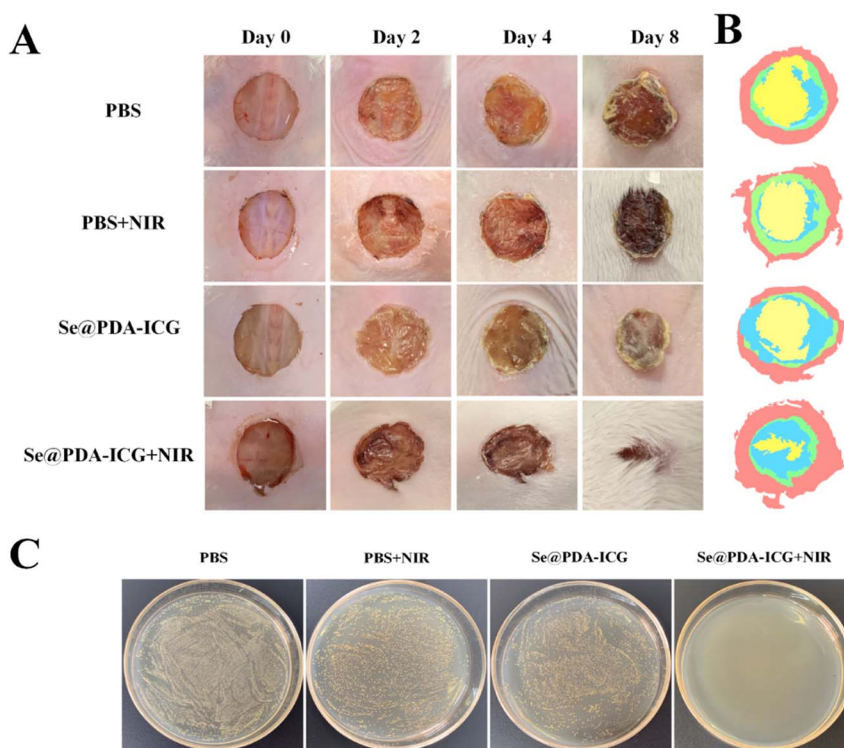 A
Day 0 Day 2 Day 4 Day 8
B
PBS
PBS+NIR
Se@PDA-ICG
Se@PDA-ICG+NIR
C
PBS PBS+NIR Se@PDA-ICG Se@PDA-ICG+NIR